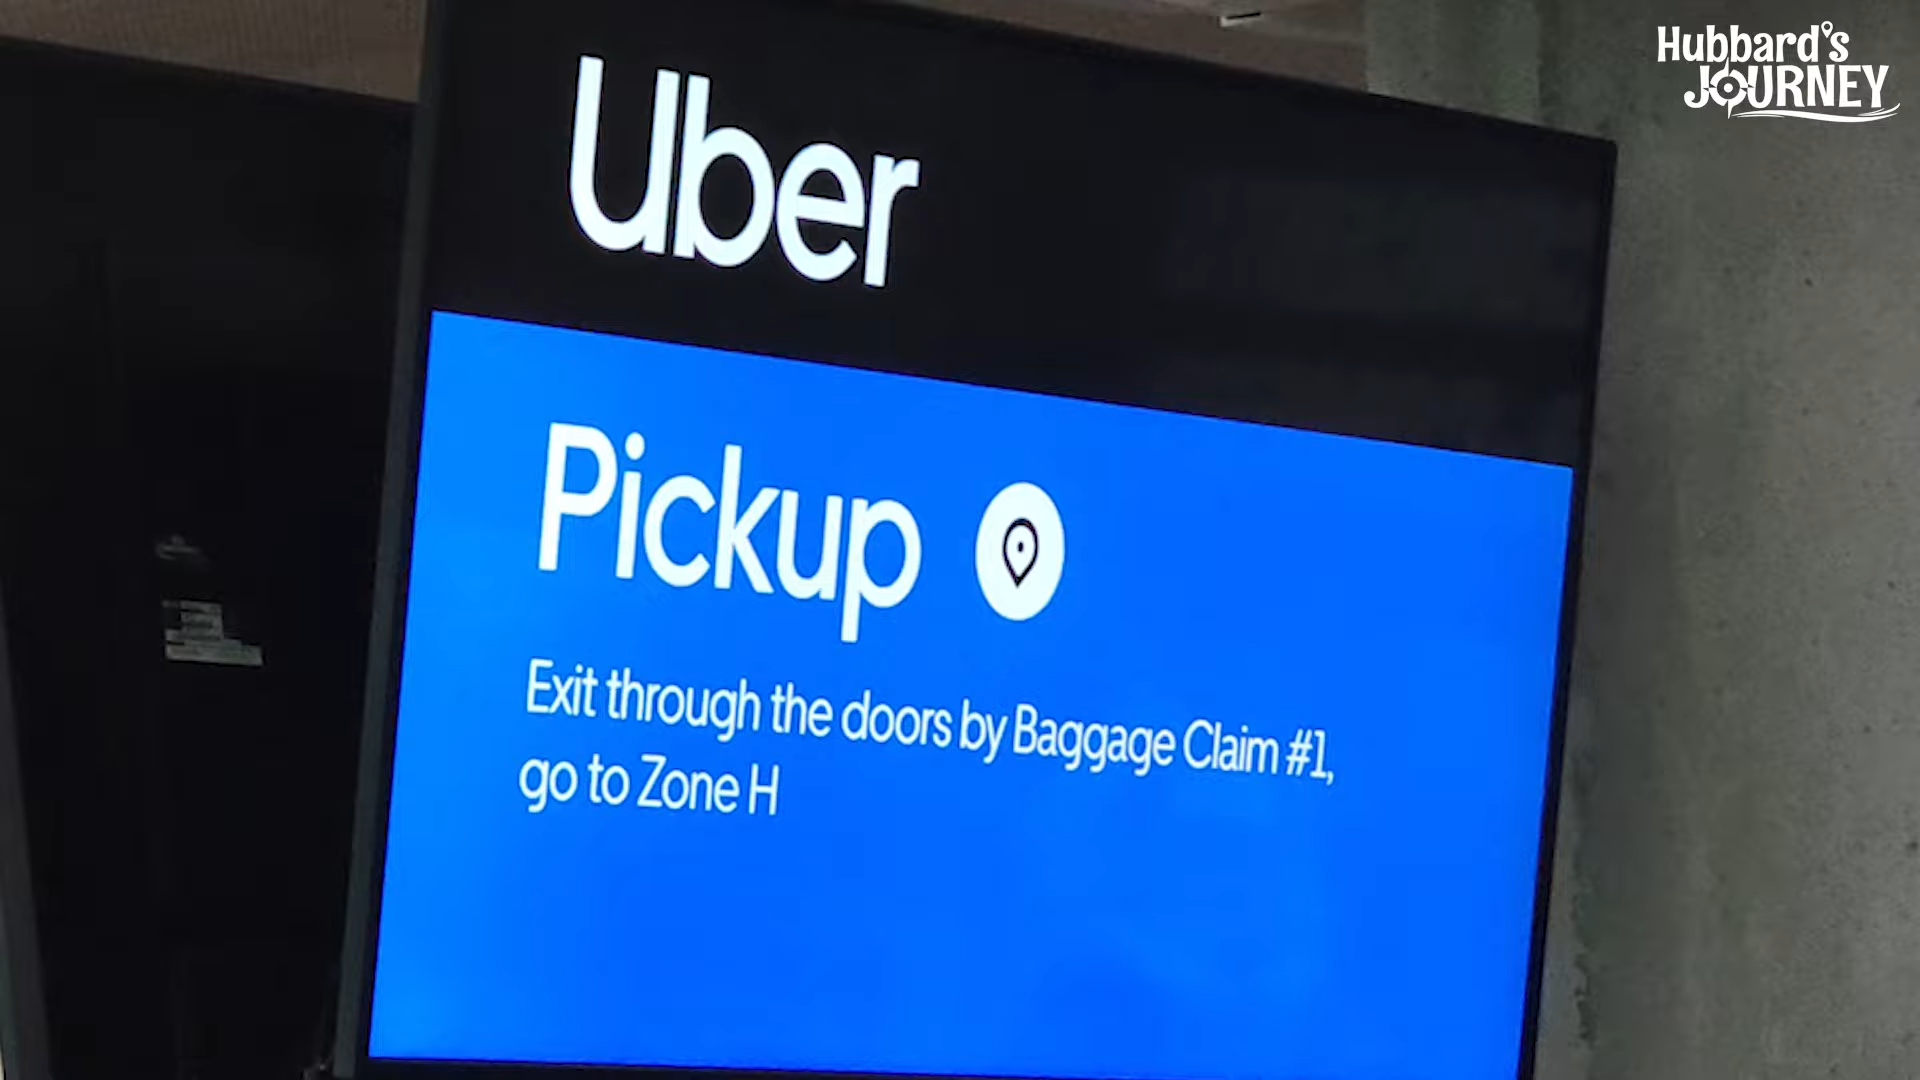 Hubbard's
JOURNEY
Uber
Pickup
Exit through the doors by Baggage Claim #1,
go to Zone H